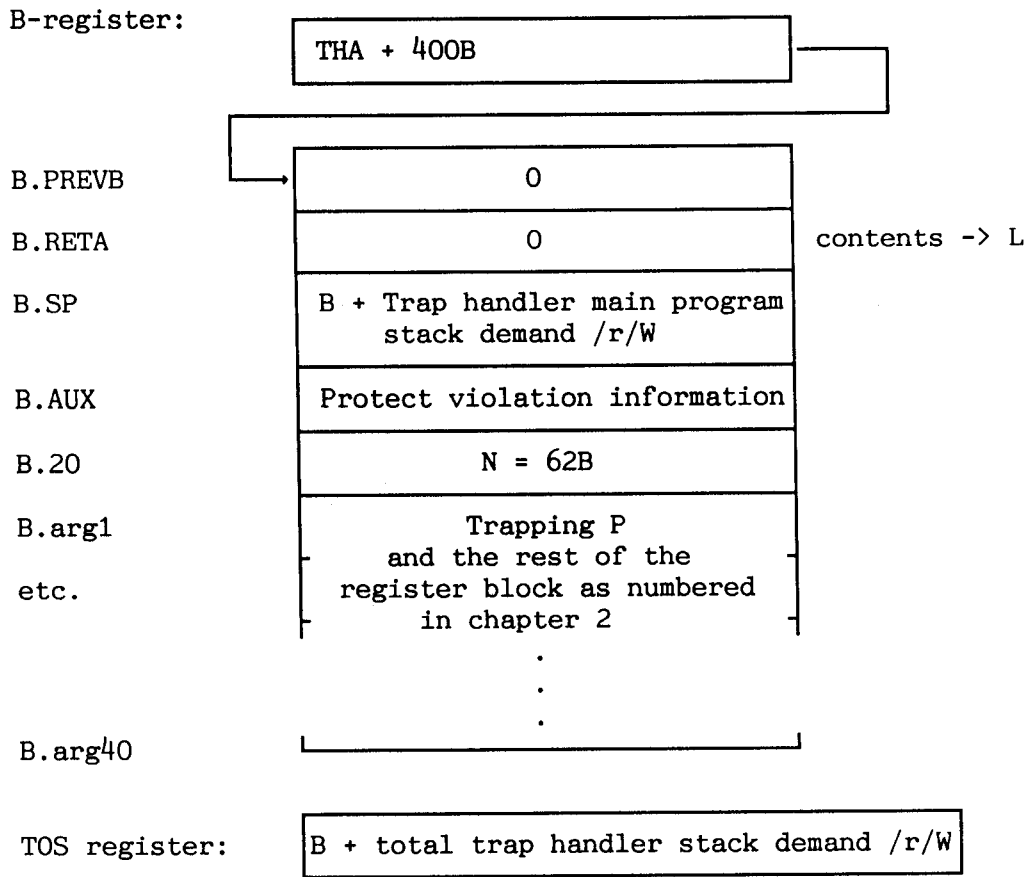 B-register:
THA + 400B
B.PREVB
0
B.RETA
0
contents -> L
B.SP
B + Trap handler main program
stack demand /r/W
B.AUX
Protect violation information
B.20
N = 62B
B.arg1
Trapping P
and the rest of the
etc.
register block as numbered
in chapter 2
.
.
.
B.arg40
TOS register:
B + total trap handler stack demand /r/W